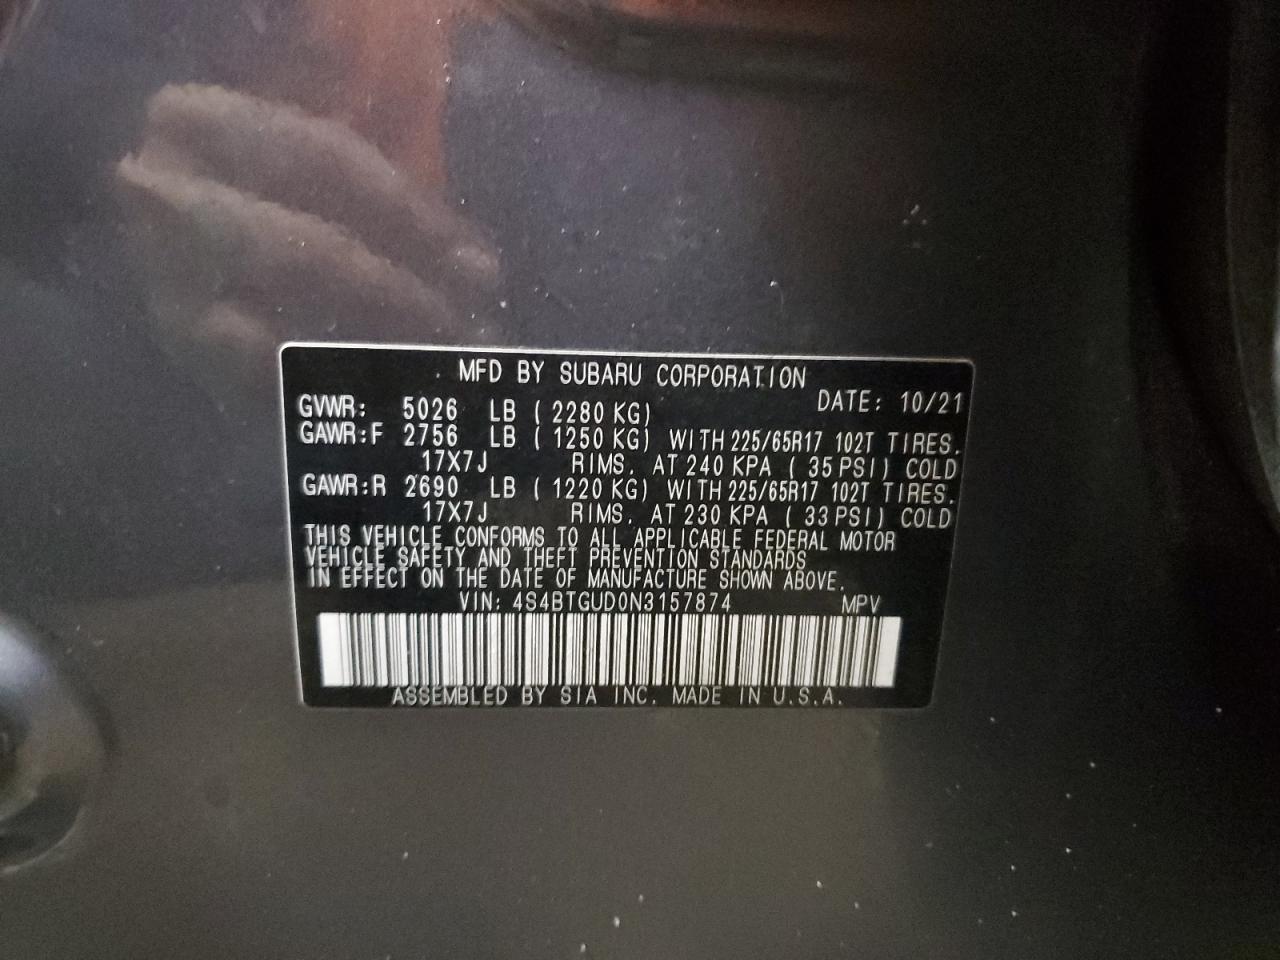 MFD BY SUBARU CORPORATION
DATE: 10/21
GVWR: 5026 LB ( 2280 KG)
GAWR:F 2756 LB ( 1250 KG) WITH 225/65R17 102T TIRES.
17X7J RIMS. AT 240 KPA ( 35 PSI) COLD
GAWR:R 2690 LB ( 1220 KG) WITH 225/65R17 102T TIRES.
17X7J RIMS. AT 230 KPA ( 33 PSI) COLD
THIS VEHICLE CONFORMS TO ALL APPLICABLE FEDERAL MOTOR
VEHICLE SAFETY AND THEFT PREVENTION STANDARDS
IN EFFECT ON THE DATE OF MANUFACTURE SHOWN ABOVE.
VIN: 4S4BTGUD0N3157874 MPV
ASSEMBLED BY SIA INC. MADE IN U.S.A.